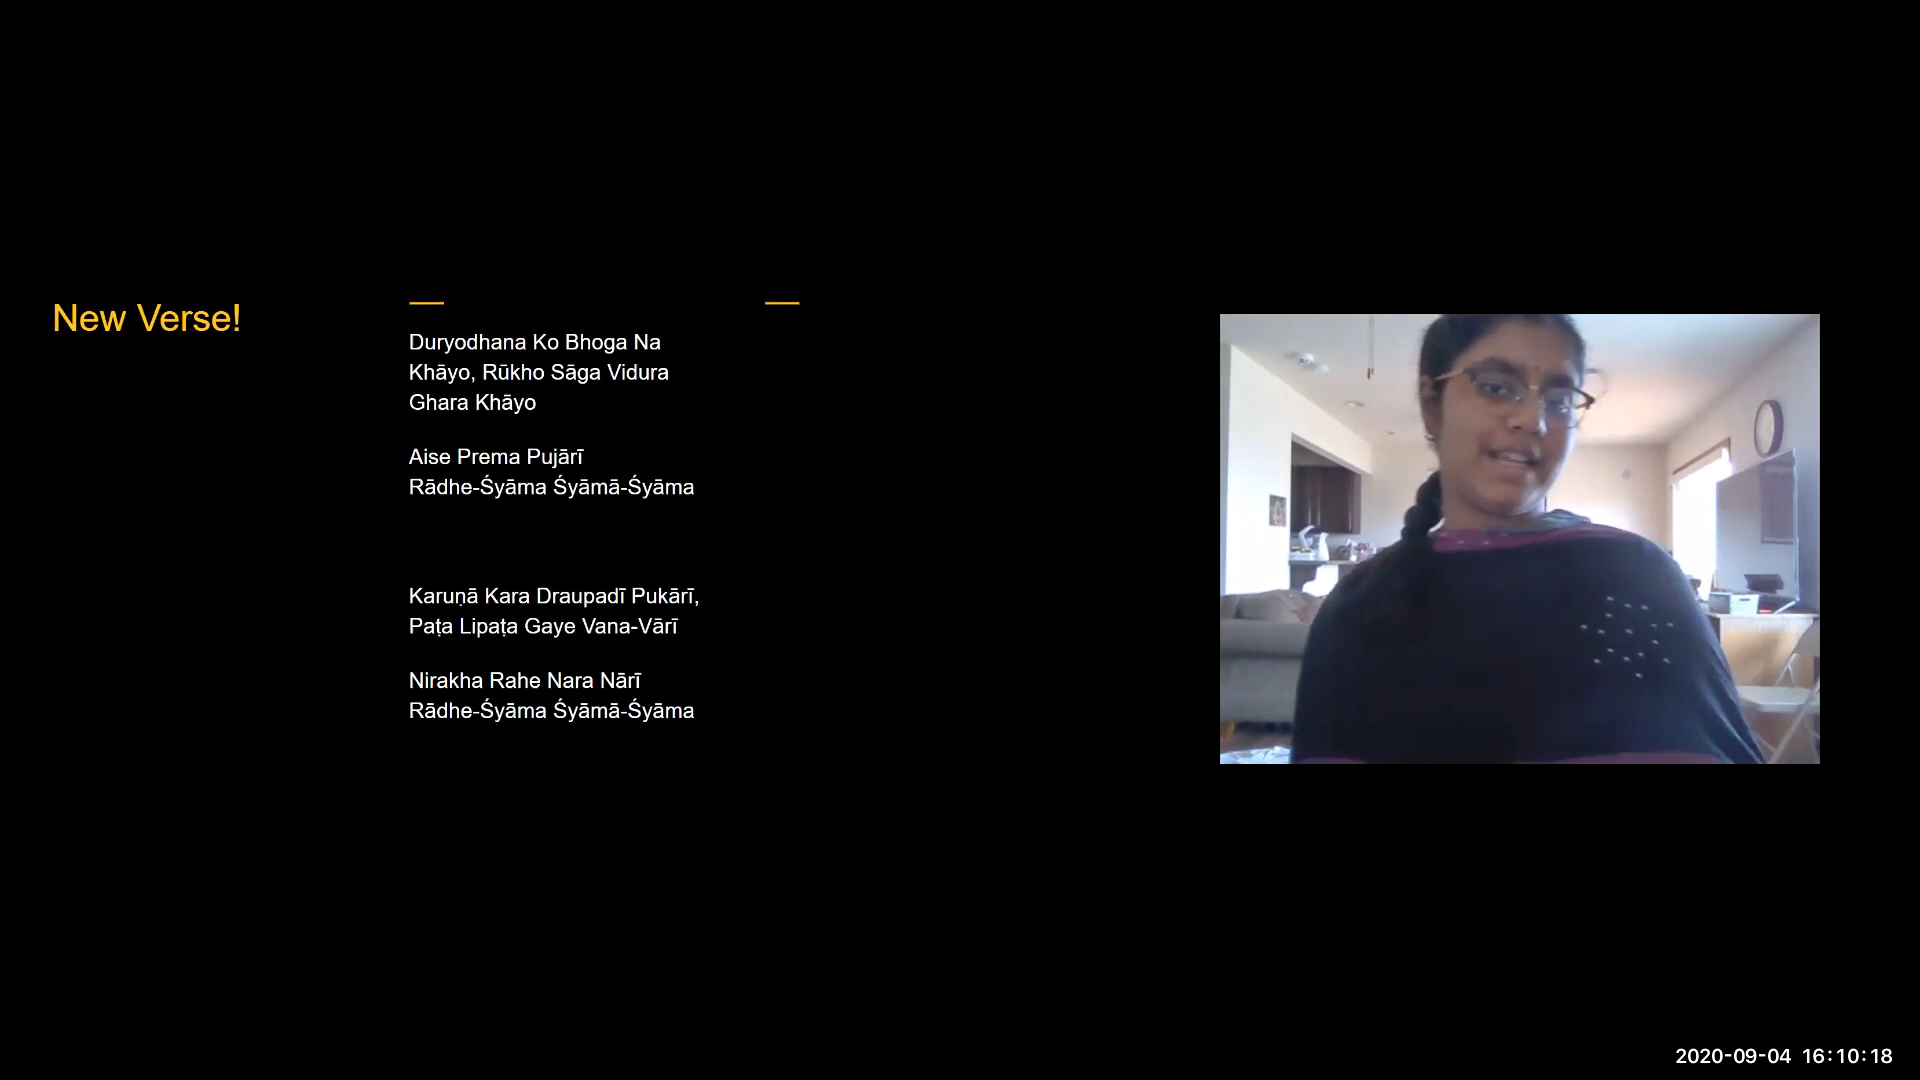 New Verse!
Duryodhana Ko Bhoga Na
Khāyo, Rūkho Sāga Vidura
Ghara Khāyo
Aise Prema Pujārī
Rādhe-Śyāma Śyāmā-Śyāma
Karuṇā Kara Draupadī Pukārī,
Paṭa Lipaṭa Gaye Vana-Vārī
Nirakha Rahe Nara Nārī
Rādhe-Śyāma Śyāmā-Śyāma
2020-09-04 16:10:18